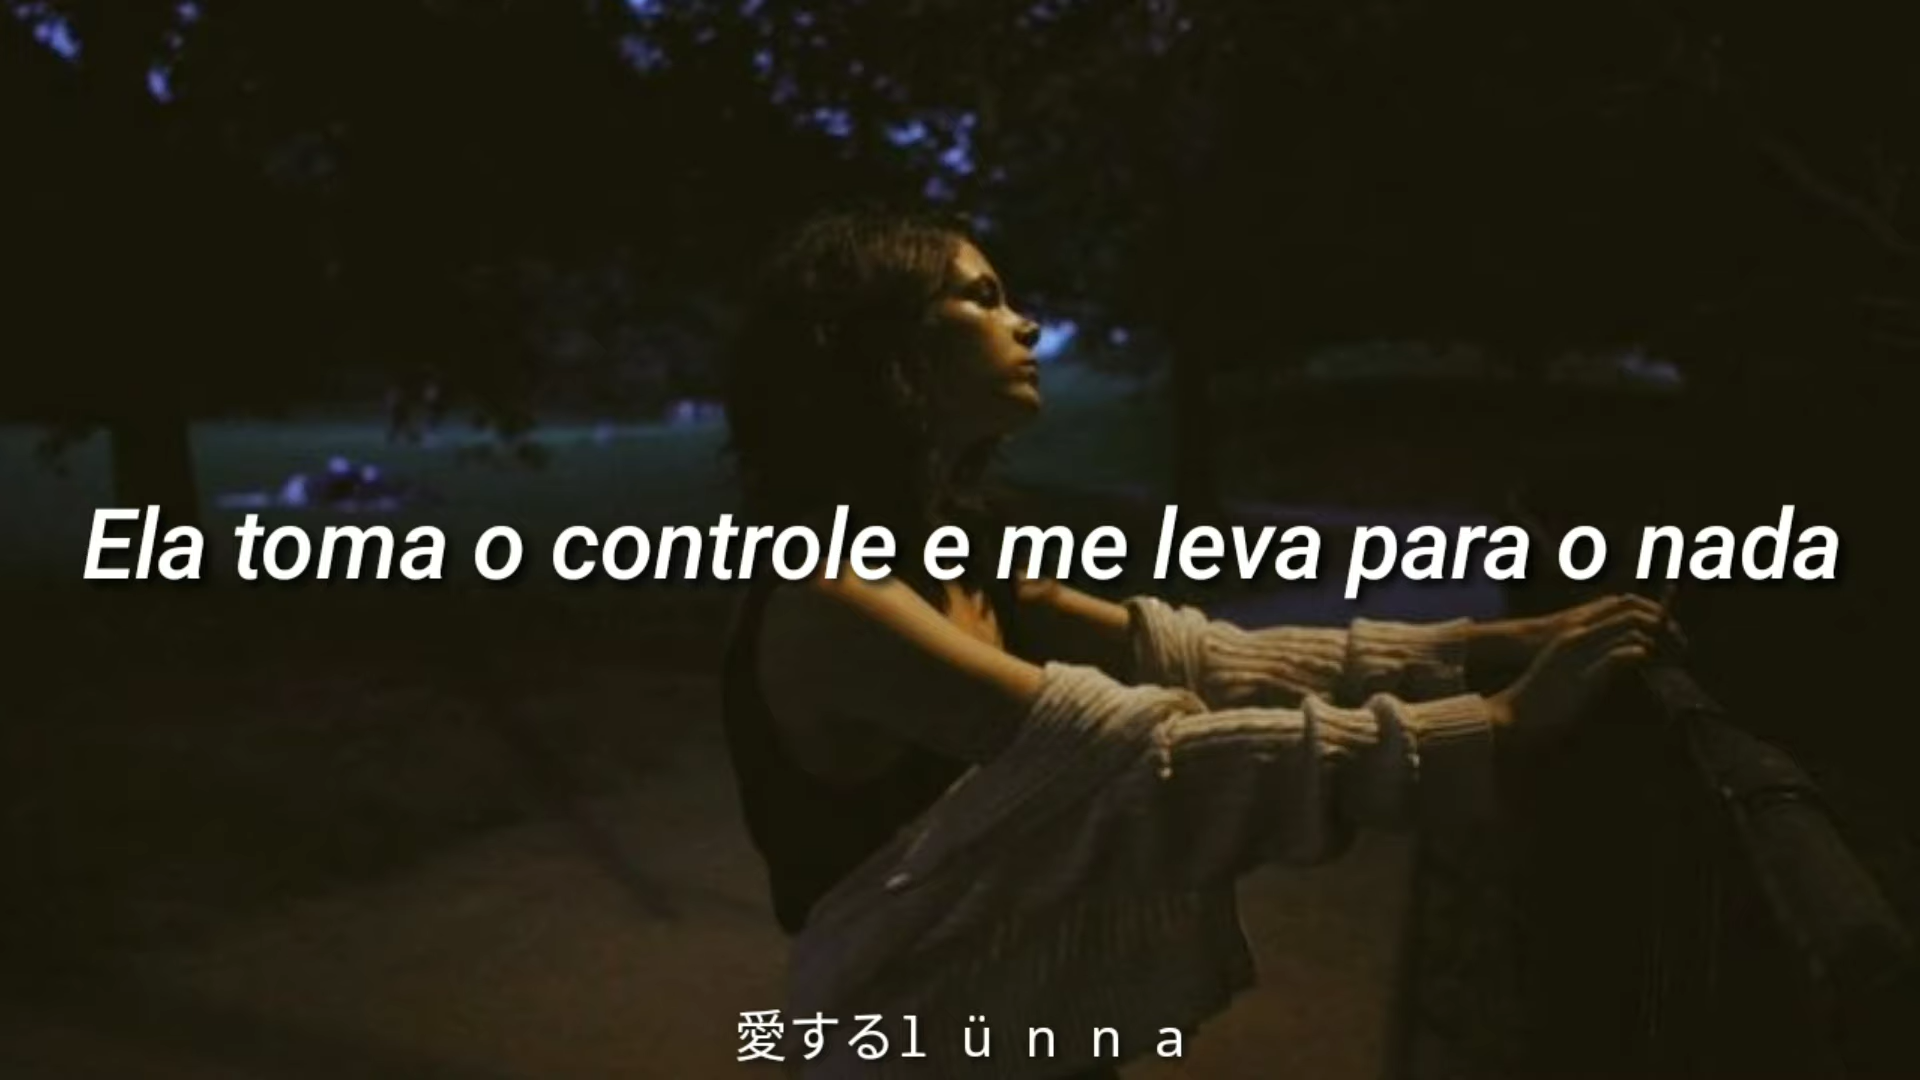 Ela toma o controle e me leva para o nada
愛するl ü n n a